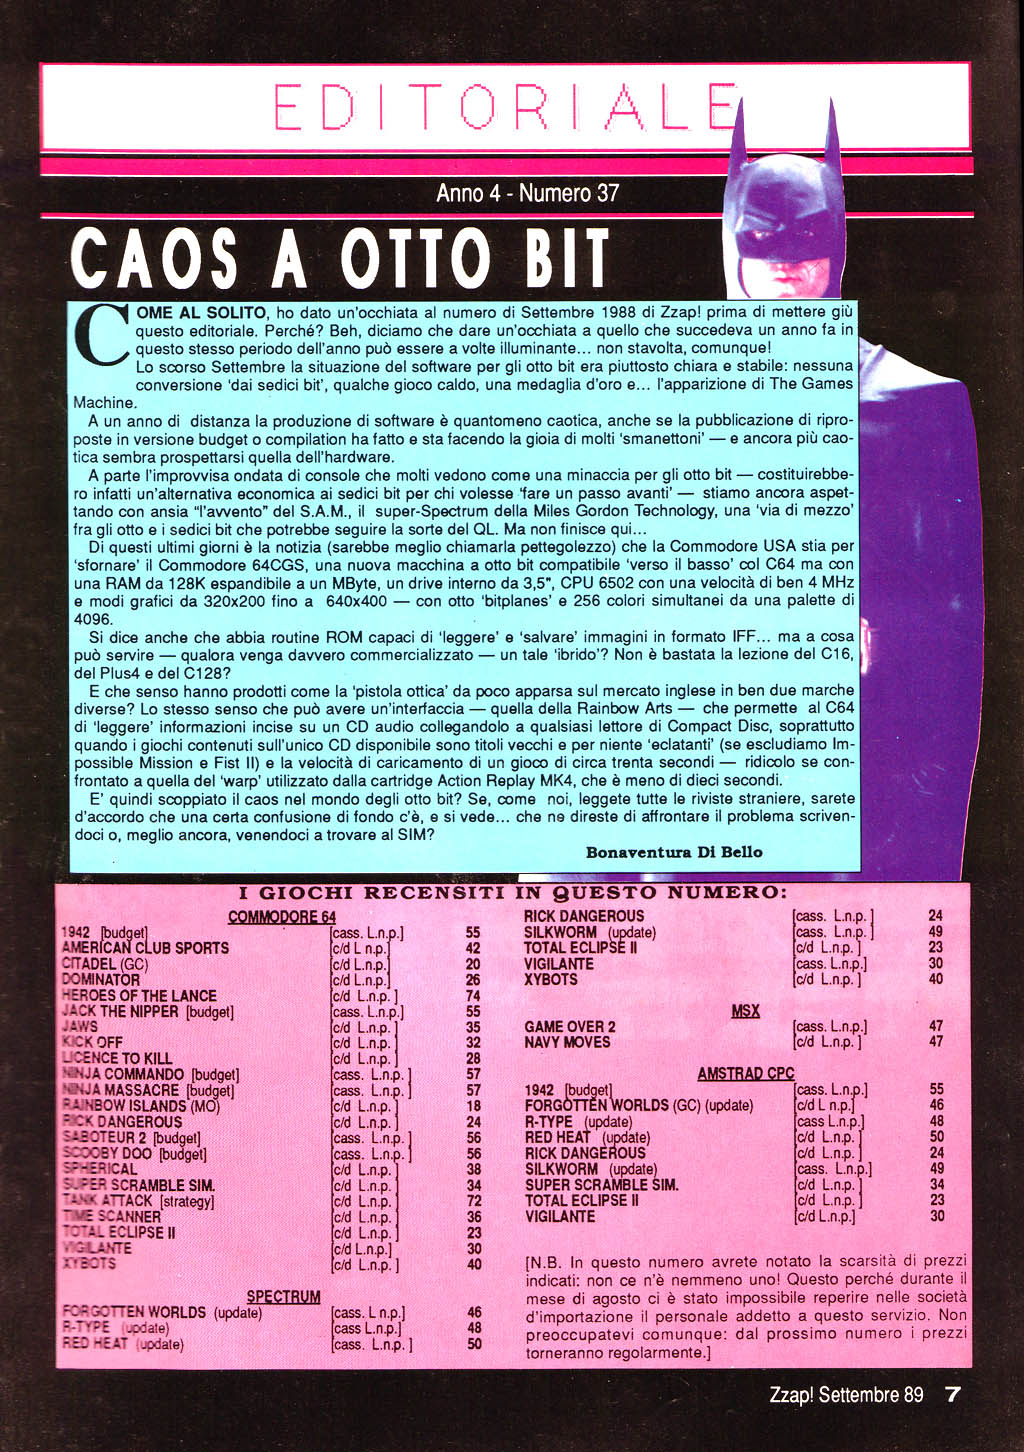 EDITORIALE
Anno 4 - Numero 37
CAOS A OTTO BIT
COME AL SOLITO, ho dato un'occhiata al numero di Settembre 1988 di Zzap! prima di mettere giù
questo editoriale. Perché? Beh, diciamo che dare un'occhiata a quello che succedeva un anno fa in
questo stesso periodo dell'anno può essere a volte illuminante... non stavolta, comunque!
Lo scorso Settembre la situazione del software per gli otto bit era piuttosto chiara e stabile: nessuna
conversione 'dai sedici bit', qualche gioco caldo, una medaglia d'oro e... l'apparizione di The Games
Machine.
A un anno di distanza la produzione di software è quantomeno caotica, anche se la pubblicazione di ripro-
poste in versione budget o compilation ha fatto e sta facendo la gioia di molti 'smanettoni' — e ancora più cao-
tica sembra prospettarsi quella dell'hardware.
A parte l'improvvisa ondata di console che molti vedono come una minaccia per gli otto bit — costituirebbe-
ro infatti un'alternativa economica ai sedici bit per chi volesse 'fare un passo avanti' — stiamo ancora aspet-
tando con ansia "l'avvento" del S.A.M., il super-Spectrum della Miles Gordon Technology, una 'via di mezzo'
fra gli otto e i sedici bit che potrebbe seguire la sorte del QL. Ma non finisce qui...
Di questi ultimi giorni è la notizia (sarebbe meglio chiamarla pettegolezzo) che la Commodore USA stia per
'sfornare' il Commodore 64CGS, una nuova macchina a otto bit compatibile 'verso il basso' col C64 ma con
una RAM da 128K espandibile a un MByte, un drive interno da 3,5", CPU 6502 con una velocità di ben 4 MHz
e modi grafici da 320x200 fino a 640x400 — con otto 'bitplanes' e 256 colori simultanei da una palette di
4096.
Si dice anche che abbia routine ROM capaci di 'leggere' e 'salvare' immagini in formato IFF... ma a cosa
può servire — qualora venga davvero commercializzato — un tale 'ibrido'? Non è bastata la lezione del C16,
del Plus4 e del C128?
E che senso hanno prodotti come la 'pistola ottica' da poco apparsa sul mercato inglese in ben due marche
diverse? Lo stesso senso che può avere un'interfaccia — quella della Rainbow Arts — che permette al C64
di 'leggere' informazioni incise su un CD audio collegandolo a qualsiasi lettore di Compact Disc, soprattutto
quando i giochi contenuti sull'unico CD disponibile sono titoli vecchi e per niente 'eclatanti' (se escludiamo Im-
possible Mission e Fist II) e la velocità di caricamento di un gioco di circa trenta secondi — ridicolo se con-
frontato a quella del 'warp' utilizzato dalla cartridge Action Replay MK4, che è meno di dieci secondi.
E' quindi scoppiato il caos nel mondo degli otto bit? Se, come noi, leggete tutte le riviste straniere, sarete
d'accordo che una certa confusione di fondo c'è, e si vede... che ne direste di affrontare il problema scriven-
doci o, meglio ancora, venendoci a trovare al SIM?
Bonaventura Di Bello
I GIOCHI RECENSITI IN QUESTO NUMERO:
COMMODORE 64
1942 [budget] [cass. L.n.p.] 55
AMERICAN CLUB SPORTS [c/d L n.p.] 42
CITADEL (GC) [c/d L.n.p.] 20
DOMINATOR [c/d L.n.p.] 26
HEROES OF THE LANCE [c/d L.n.p.] 74
JACK THE NIPPER [budget] [cass. L.n.p.] 55
JAWS [c/d L.n.p.] 35
KICK OFF [c/d L.n.p.] 32
LICENCE TO KILL [c/d L.n.p.] 28
NINJA COMMANDO [budget] [cass. L.n.p.] 57
NINJA MASSACRE [budget] [cass. L.n.p.] 57
RAINBOW ISLANDS (MO) [c/d L.n.p.] 18
RICK DANGEROUS [c/d L.n.p.] 24
SABOTEUR 2 [budget] [cass. L.n.p.] 56
SCOOBY DOO [budget] [cass. L.n.p.] 56
SPHERICAL [c/d L.n.p.] 38
SUPER SCRAMBLE SIM. [c/d L.n.p.] 34
TANK ATTACK [strategy] [c/d L.n.p.] 72
TIME SCANNER [c/d L.n.p.] 36
TOTAL ECLIPSE II [c/d L.n.p.] 23
VIGILANTE [c/d L.n.p.] 30
XYBOTS [c/d L.n.p.] 40
SPECTRUM
FORGOTTEN WORLDS (update) [cass. L n.p.] 46
R-TYPE (update) [cass L.n.p.] 48
RED HEAT (update) [cass. L.n.p.] 50
RICK DANGEROUS [cass. L.n.p.] 24
SILKWORM (update) [cass. L.n.p.] 49
TOTAL ECLIPSE II [c/d L.n.p.] 23
VIGILANTE [cass. L.n.p.] 30
XYBOTS [c/d L.n.p.] 40
MSX
GAME OVER 2 [cass. L.n.p.] 47
NAVY MOVES [c/d L.n.p.] 47
AMSTRAD CPC
1942 [budget] [cass. L.n.p.] 55
FORGOTTEN WORLDS (GC) (update) [c/d L n.p.] 46
R-TYPE (update) [cass L.n.p.] 48
RED HEAT (update) [c/d L.n.p.] 50
RICK DANGEROUS [c/d L.n.p.] 24
SILKWORM (update) [cass. L.n.p.] 49
SUPER SCRAMBLE SIM. [c/d L.n.p.] 34
TOTAL ECLIPSE II [c/d L.n.p.] 23
VIGILANTE [c/d L.n.p.] 30
[N.B. In questo numero avrete notato la scarsità di prezzi
indicati: non ce n'è nemmeno uno! Questo perché durante il
mese di agosto ci è stato impossibile reperire nelle società
d'importazione il personale addetto a questo servizio. Non
preoccupatevi comunque: dal prossimo numero i prezzi
torneranno regolarmente.]
Zzap! Settembre 89 7